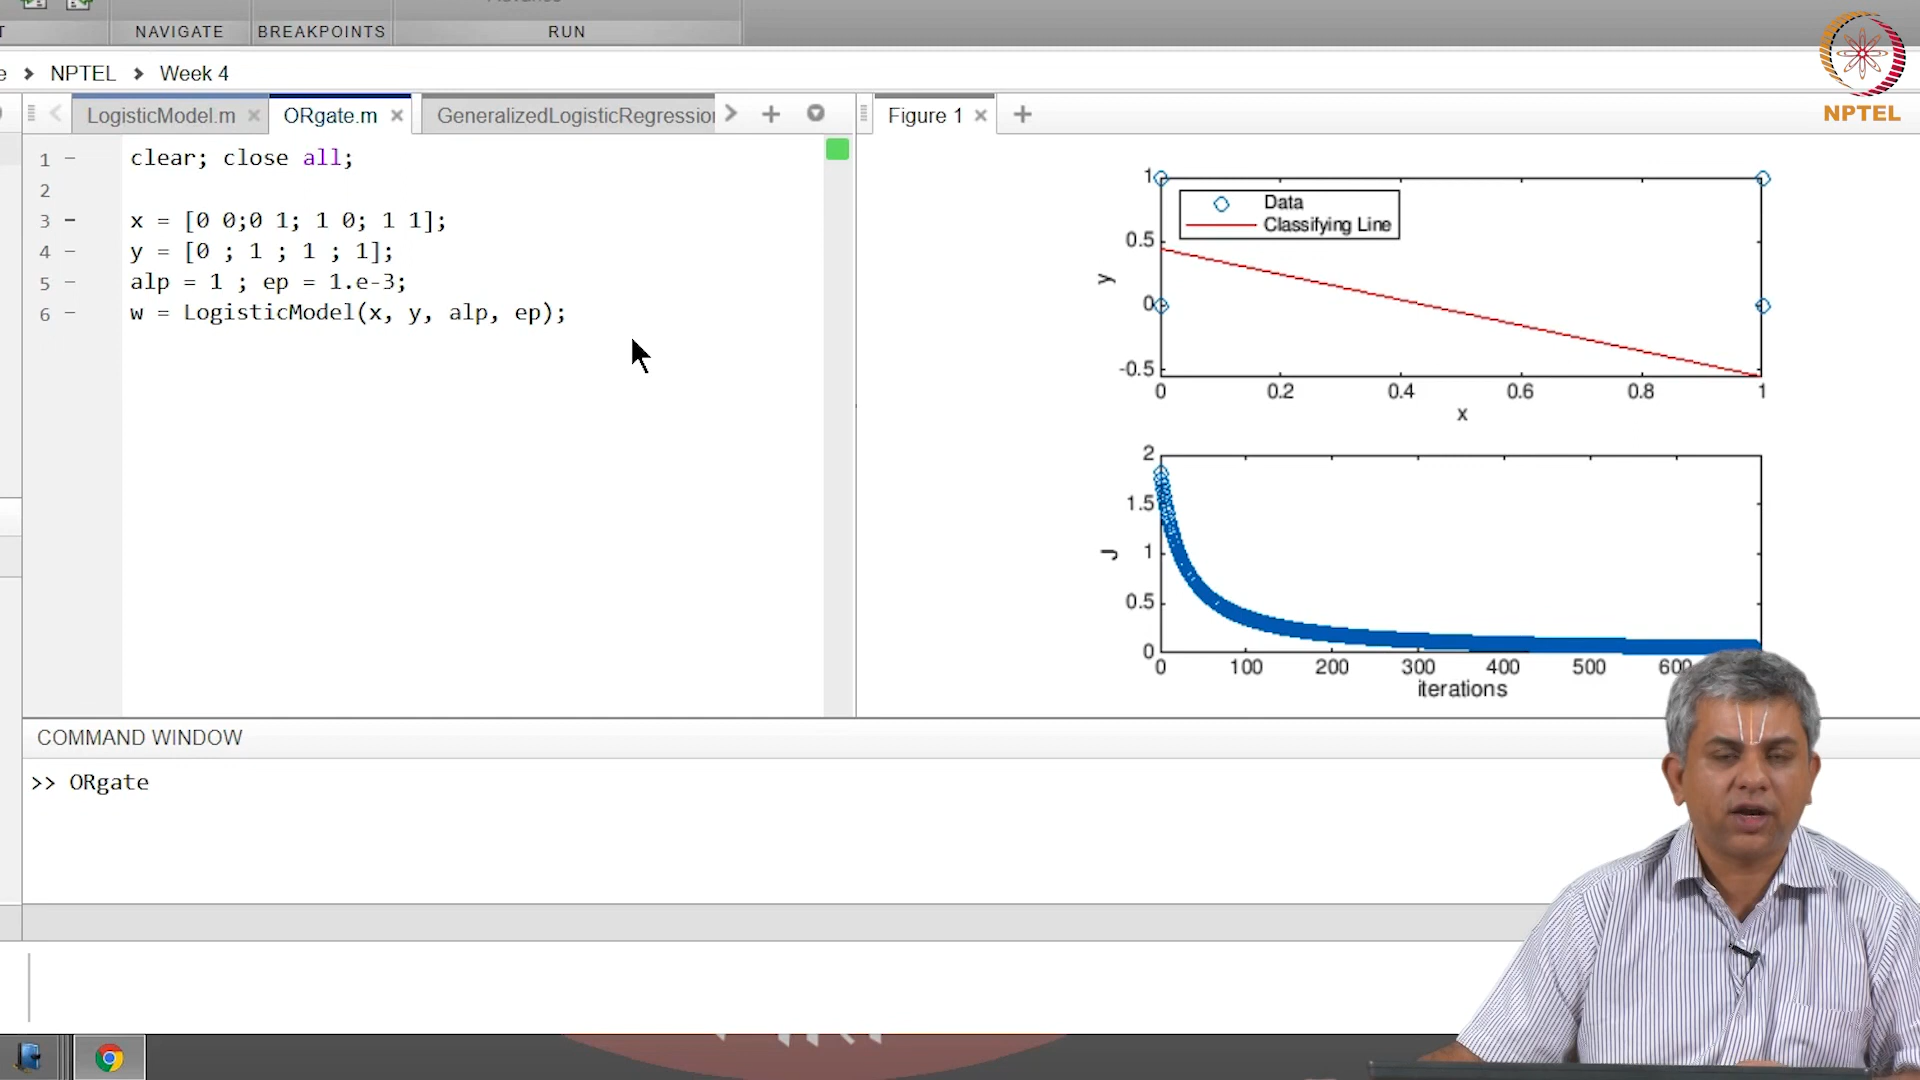 NAVIGATE
BREAKPOINTS
RUN
NPTEL
Week 4
LogisticModel.m
ORgate.m
GeneralizedLogisticRegression
Figure 1
NPTEL
1
clear; close all;
2
3
x = [0 0;0 1; 1 0; 1 1];
4
y = [0 ; 1 ; 1 ; 1];
5
alp = 1 ; ep = 1.e-3;
6
w = LogisticModel(x, y, alp, ep);
1
0.5
0
-0.5
y
Data
Classifying Line
0 0.2 0.4 0.6 0.8 1
x
2
1.5
1
0.5
0
J
0 100 200 300 400 500
iterations
COMMAND WINDOW
>> ORgate